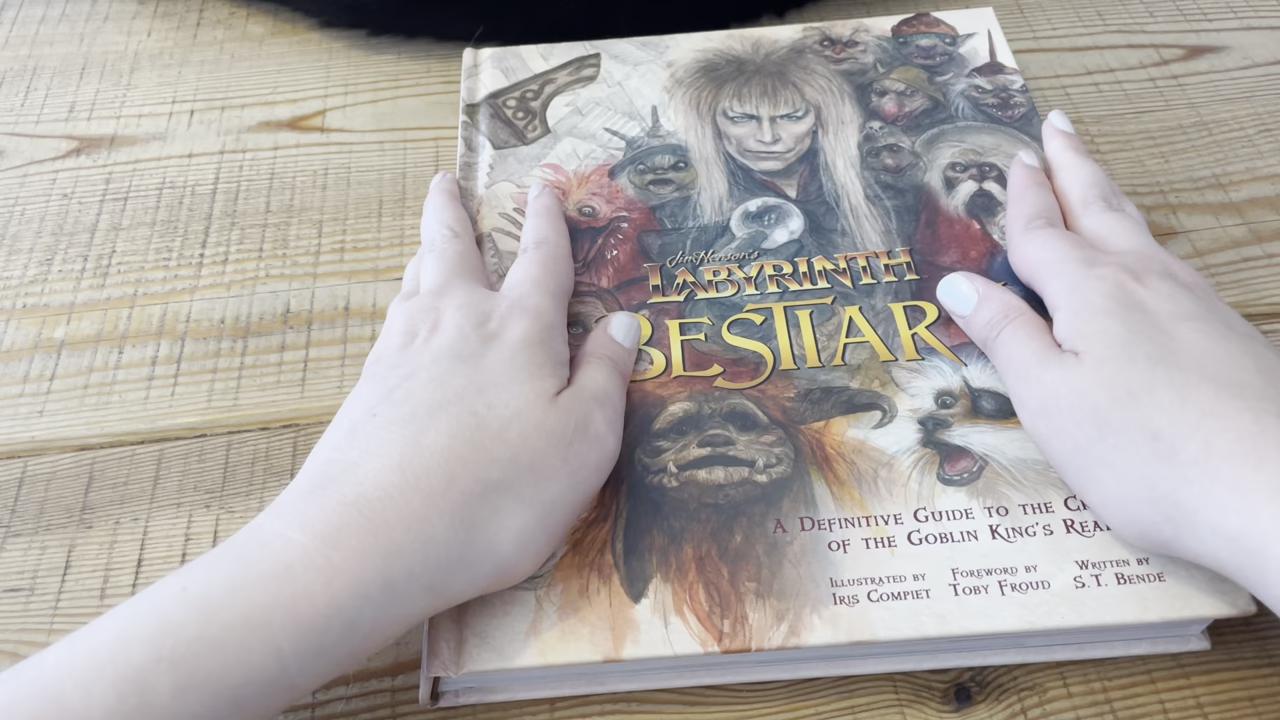 Jim Henson's
LABYRINTH
BESTIAR
A DEFINITIVE GUIDE TO THE
OF THE GOBLIN KING'S
ILLUSTRATED BY
IRIS COMPIET
FOREWORD BY
TOBY FROUD
WRITTEN BY
S.T. BENDE